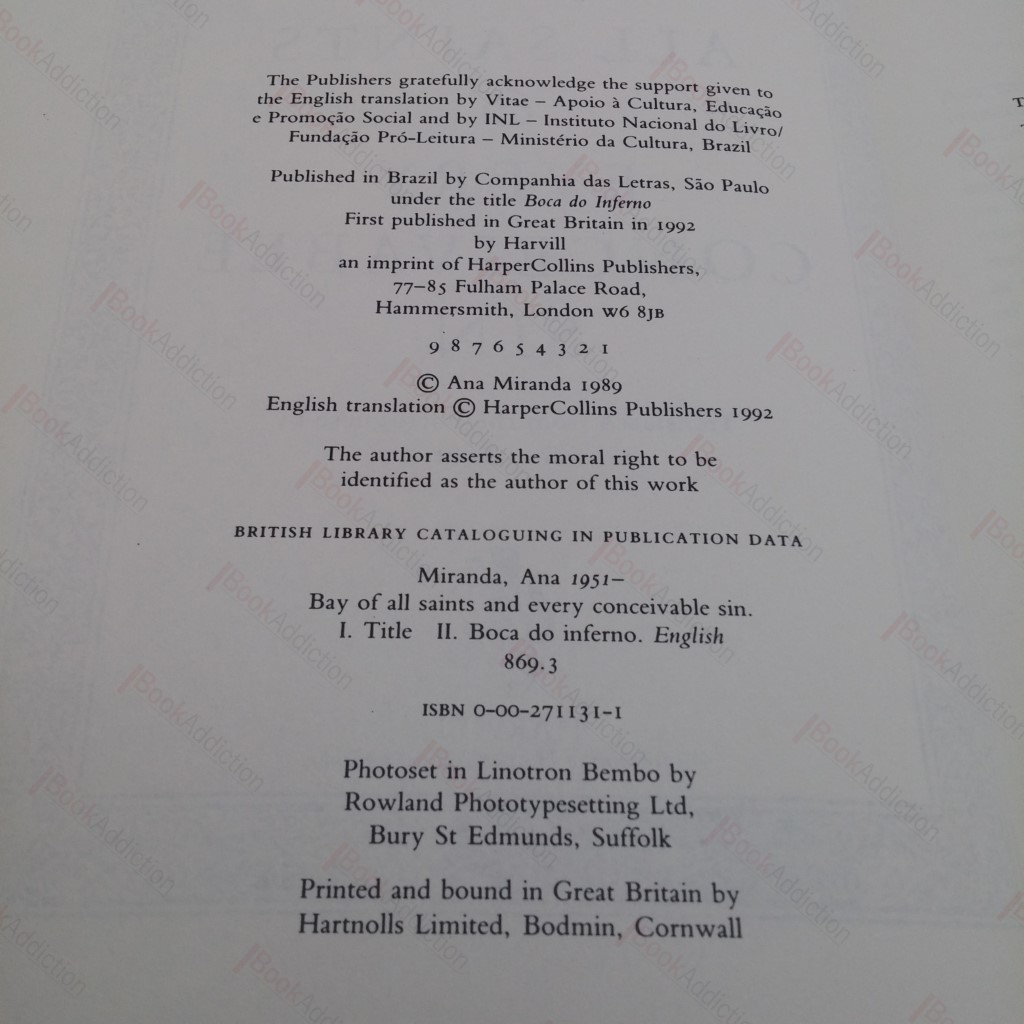 The Publishers gratefully acknowledge the support given to
the English translation by Vitae – Apoio à Cultura, Educação
e Promoção Social and by INL – Instituto Nacional do Livro/
Fundação Pró-Leitura – Ministério da Cultura, Brazil
Published in Brazil by Companhia das Letras, São Paulo
under the title Boca do Inferno
First published in Great Britain in 1992
by Harvill
an imprint of HarperCollins Publishers,
77–85 Fulham Palace Road,
Hammersmith, London W6 8JB
9 8 7 6 5 4 3 2 1
© Ana Miranda 1989
English translation © HarperCollins Publishers 1992
The author asserts the moral right to be
identified as the author of this work
BRITISH LIBRARY CATALOGUING IN PUBLICATION DATA
Miranda, Ana 1951–
Bay of all saints and every conceivable sin.
I. Title II. Boca do inferno. English
869.3
ISBN 0-00-271131-1
Photoset in Linotron Bembo by
Rowland Phototypesetting Ltd,
Bury St Edmunds, Suffolk
Printed and bound in Great Britain by
Hartnolls Limited, Bodmin, Cornwall
BookAddiction